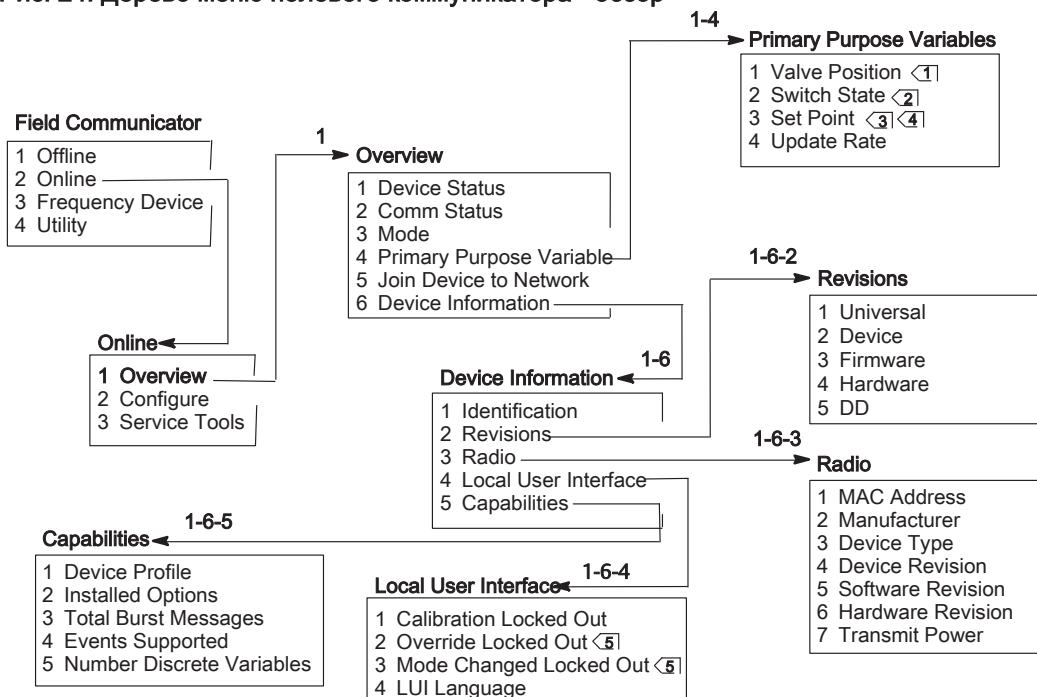 1-4
Primary Purpose Variables
1 Valve Position 1
2 Switch State 2
3 Set Point 3 4
4 Update Rate
Field Communicator
1 Offline
2 Online
3 Frequency Device
4 Utility
1
Overview
1 Device Status
2 Comm Status
3 Mode
4 Primary Purpose Variable
5 Join Device to Network
6 Device Information
1-6-2
Revisions
1 Universal
2 Device
3 Firmware
4 Hardware
5 DD
Online
1 Overview
2 Configure
3 Service Tools
1-6
Device Information
1 Identification
2 Revisions
3 Radio
4 Local User Interface
5 Capabilities
1-6-3
Radio
1 MAC Address
2 Manufacturer
3 Device Type
4 Device Revision
5 Software Revision
6 Hardware Revision
7 Transmit Power
1-6-5
Capabilities
1 Device Profile
2 Installed Options
3 Total Burst Messages
4 Events Supported
5 Number Discrete Variables
1-6-4
Local User Interface
1 Calibration Locked Out
2 Override Locked Out 5
3 Mode Changed Locked Out 5
4 LUI Language